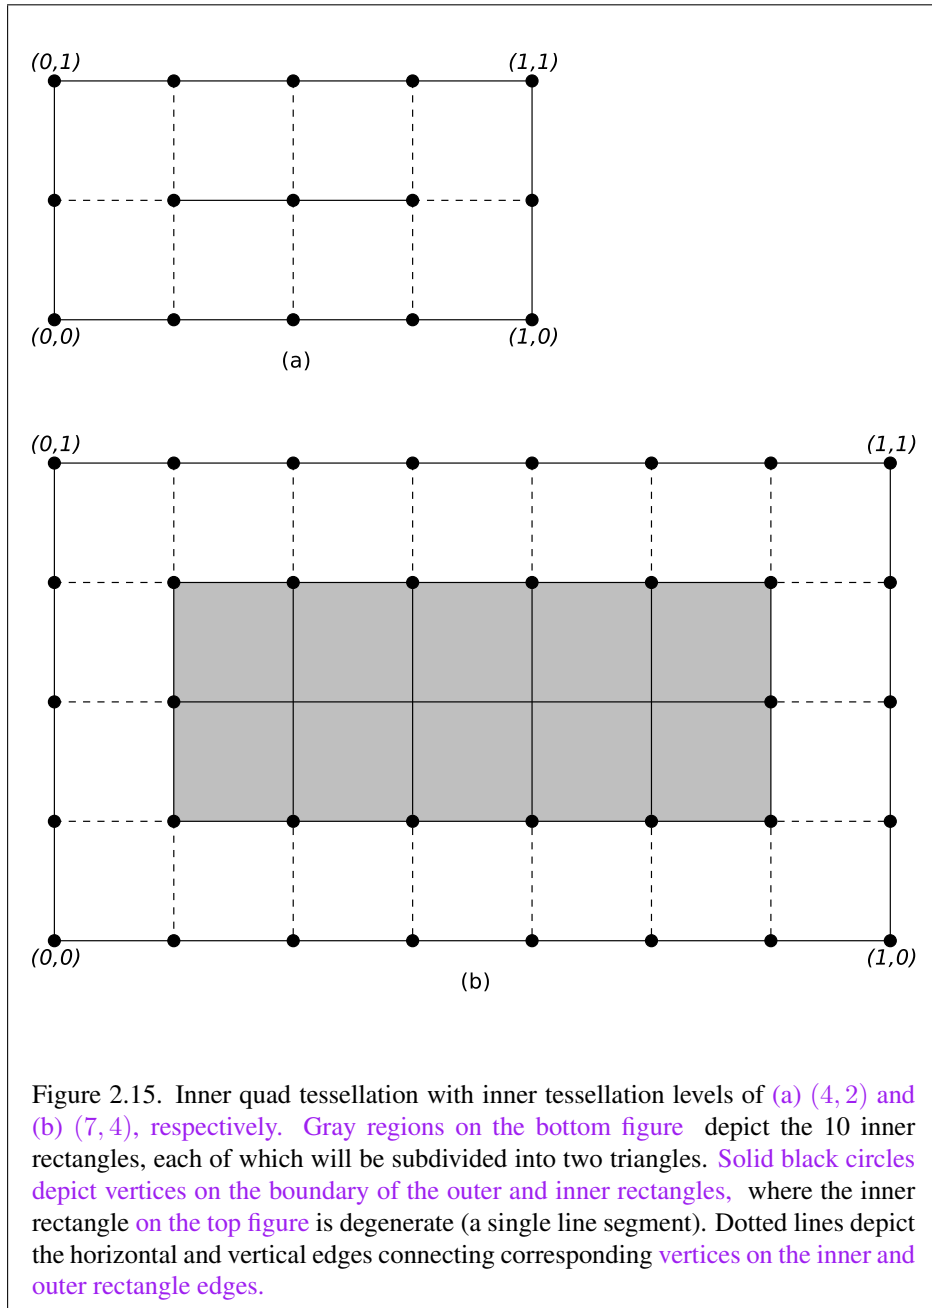 (0,1) (1,1)
(0,0) (1,0)
(a)
(0,1) (1,1)
(0,0) (1,0)
(b)
Figure 2.15. Inner quad tessellation with inner tessellation levels of (a) (4, 2) and
(b) (7, 4), respectively. Gray regions on the bottom figure depict the 10 inner
rectangles, each of which will be subdivided into two triangles. Solid black circles
depict vertices on the boundary of the outer and inner rectangles, where the inner
rectangle on the top figure is degenerate (a single line segment). Dotted lines depict
the horizontal and vertical edges connecting corresponding vertices on the inner and
outer rectangle edges.